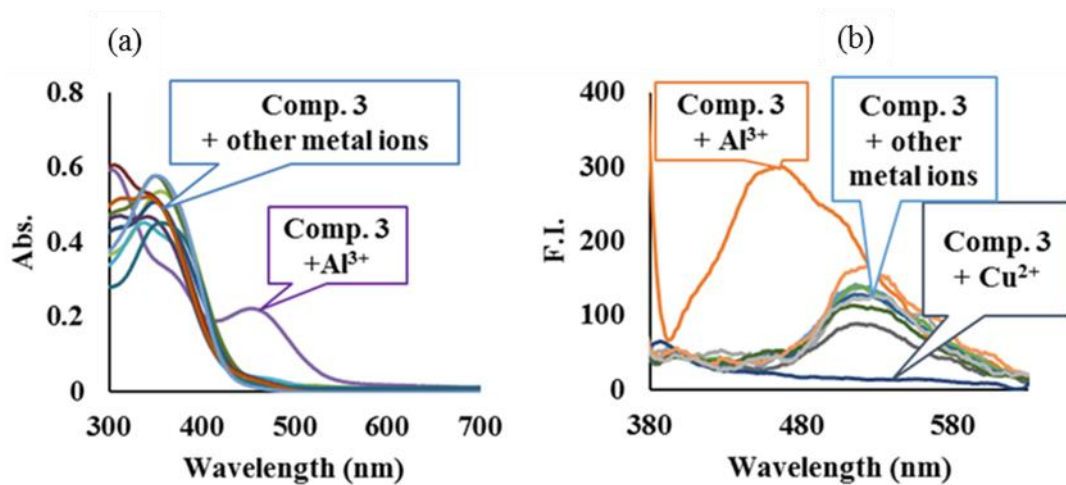 (a)
0.8
0.6
0.4
0.2
0
Abs.
300 400 500 600 700
Wavelength (nm)
Comp. 3
+ other metal ions
Comp. 3
+Al³⁺
(b)
400
300
200
100
0
F.I.
380 480 580
Wavelength (nm)
Comp. 3
+ Al³⁺
Comp. 3
+ other
metal ions
Comp. 3
+ Cu²⁺